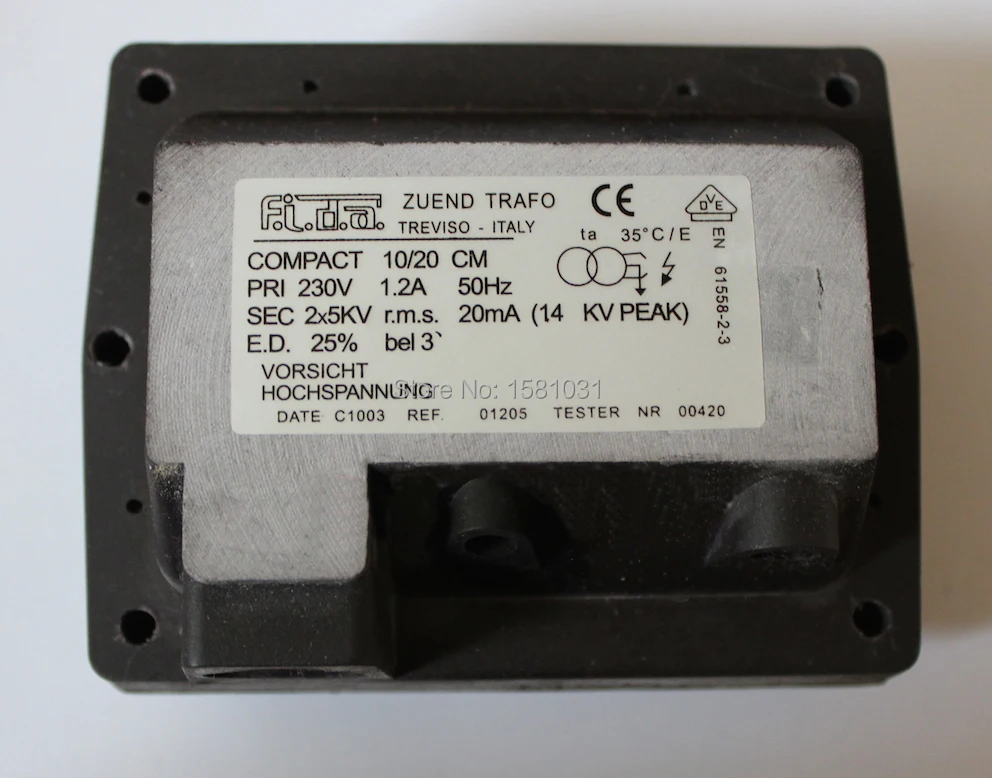 f.i.d.a. ZUEND TRAFO CE
TREVISO - ITALY
DVE
ta 35°C/E
EN 61558-2-3
COMPACT 10/20 CM
PRI 230V 1.2A 50Hz
SEC 2x5KV r.m.s. 20mA (14 KV PEAK)
E.D. 25% bel 3`
VORSICHT
HOCHSPANNUNG
Store No: 1581031
DATE C1003 REF. 01205 TESTER NR 00420